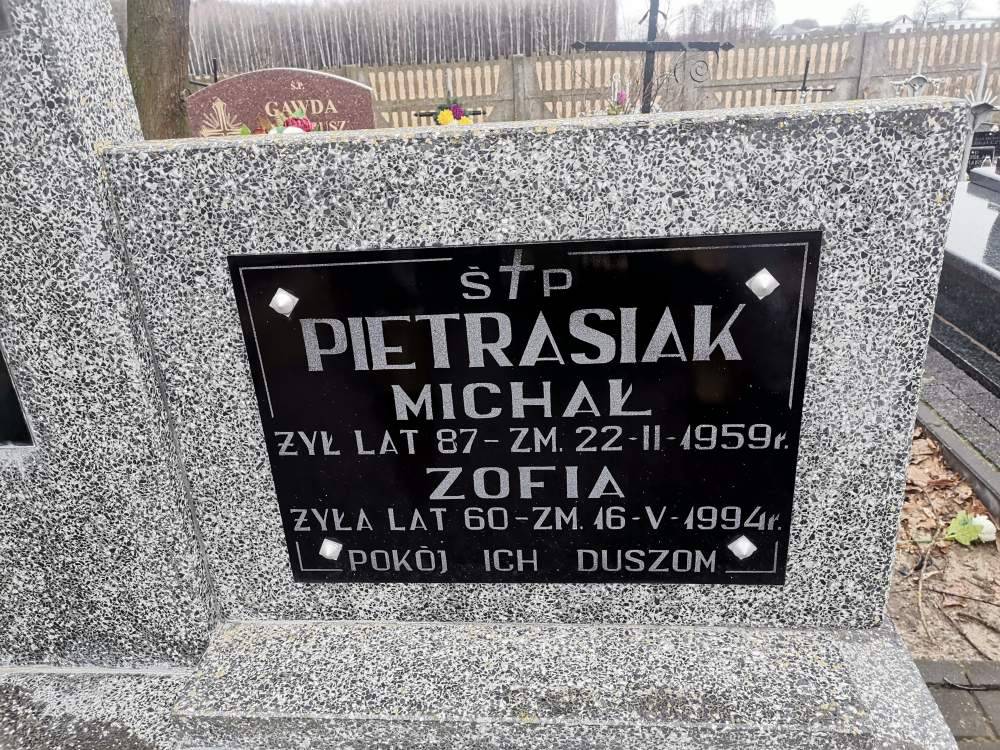 Ś.P.
GAWDA
Ś†P
PIETRASIAK
MICHAŁ
ŻYŁ LAT 87-ZM. 22-II-1959r.
ZOFIA
ŻYŁA LAT 60-ZM. 16-V-1994r.
POKÓJ ICH DUSZOM